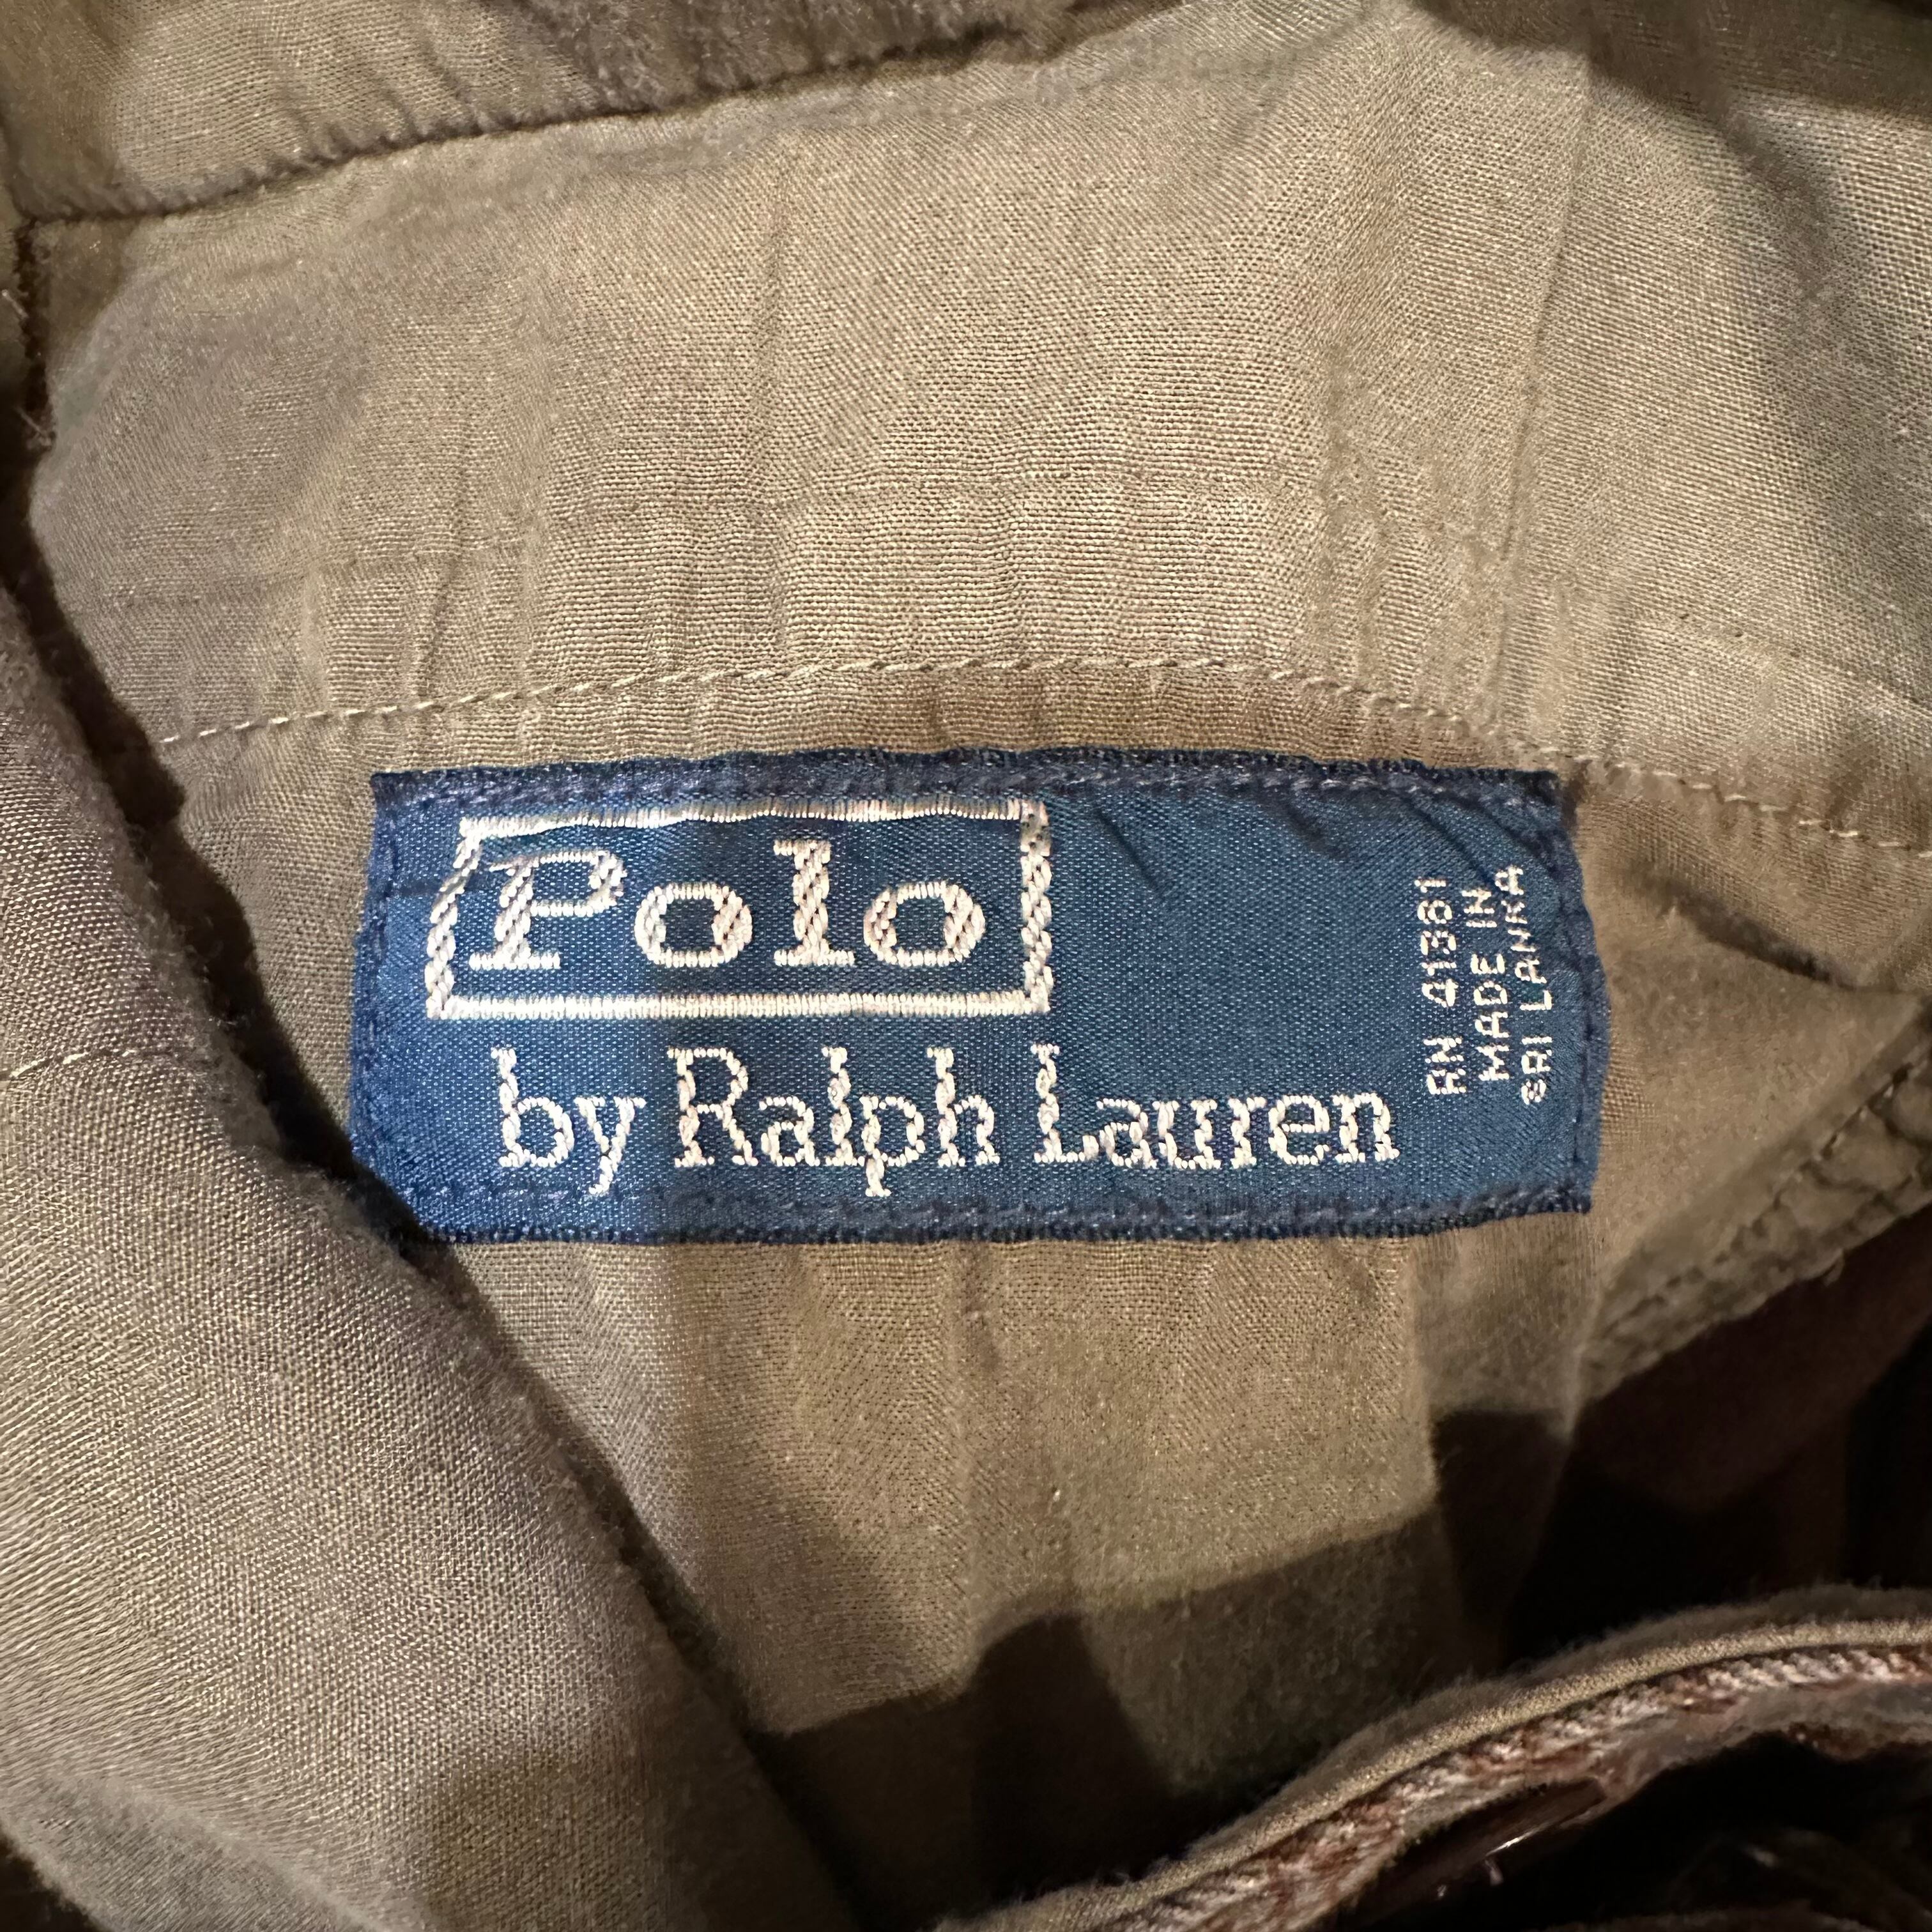 Polo
by Ralph Lauren
RN 41381
MADE IN
SRI LANKA